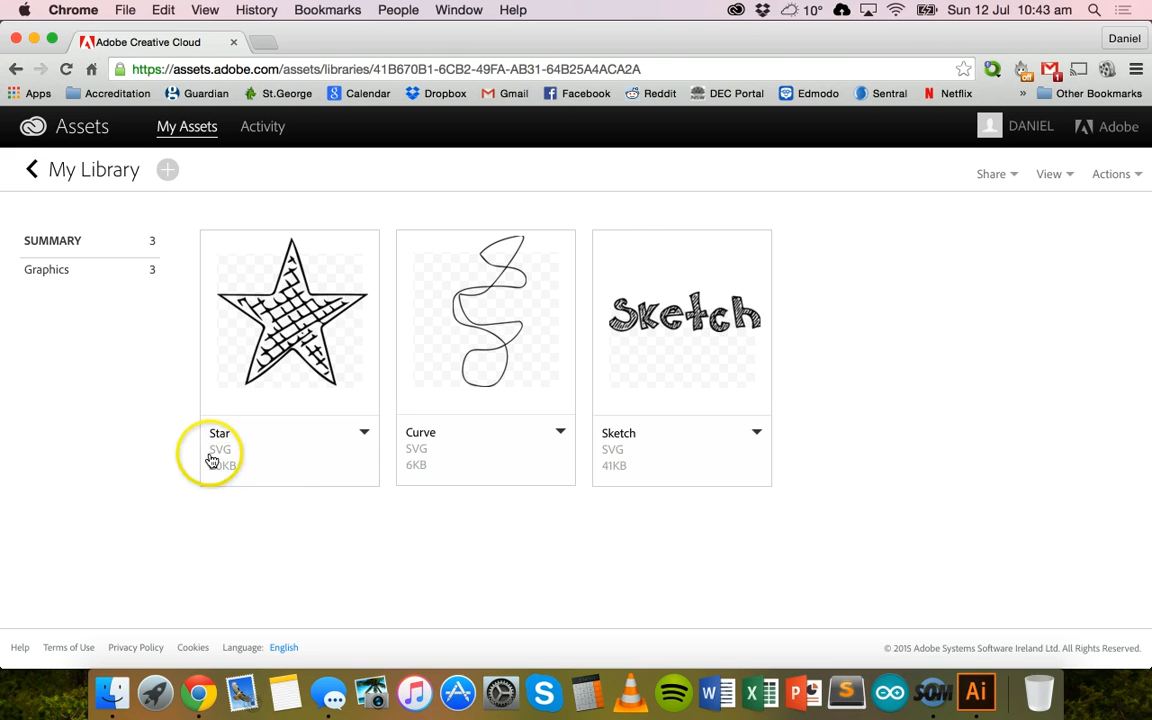 Chrome File Edit View History Bookmarks People Window Help 10° Sun 12 Jul 10:43 am
Adobe Creative Cloud Daniel
https://assets.adobe.com/assets/libraries/41B670B1-6CB2-49FA-AB31-64B25A4ACA2A
Apps Accreditation Guardian St.George Calendar Dropbox Gmail Facebook Reddit DEC Portal Edmodo Sentral Netflix » Other Bookmarks
Assets My Assets Activity DANIEL Adobe
My Library Share View Actions
SUMMARY 3
Graphics 3
Sketch
Star
SVG
Curve
SVG
6KB
Sketch
SVG
41KB
Help Terms of Use Privacy Policy Cookies Language: English © 2015 Adobe Systems Software Ireland Ltd. All Rights Reserved.
SOM Ai